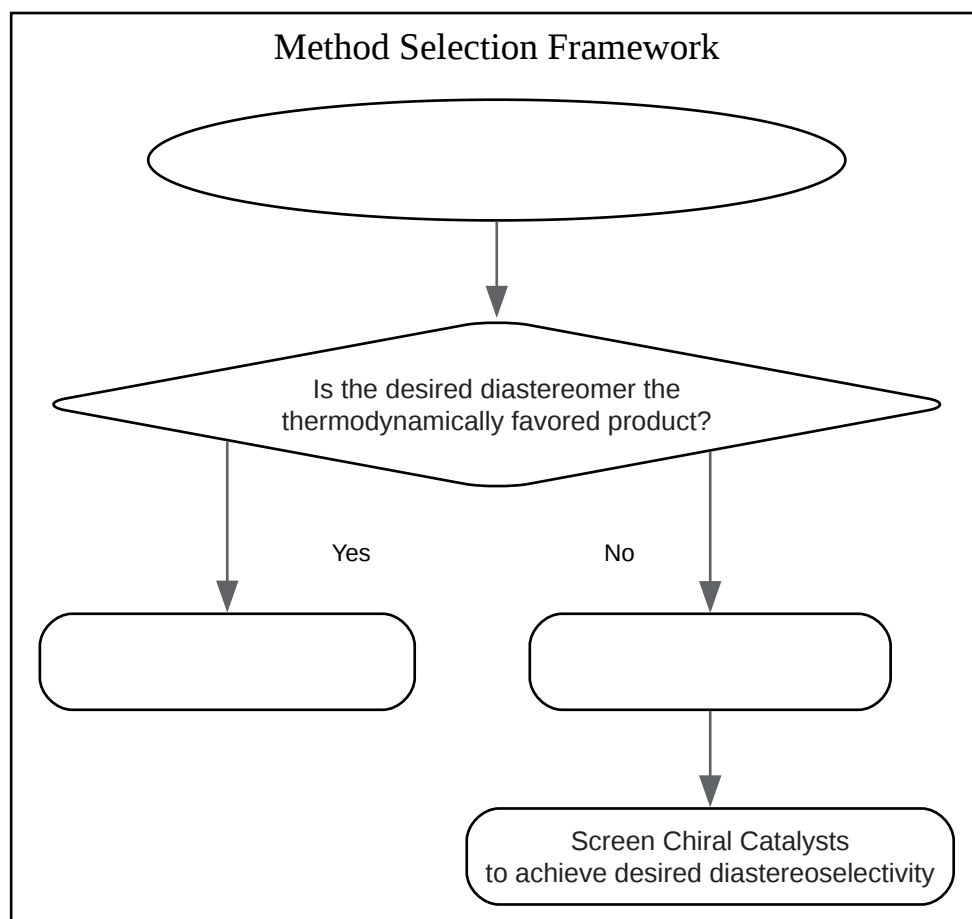 Method Selection Framework
Is the desired diastereomer the
thermodynamically favored product?
Yes
No
Screen Chiral Catalysts
to achieve desired diastereoselectivity